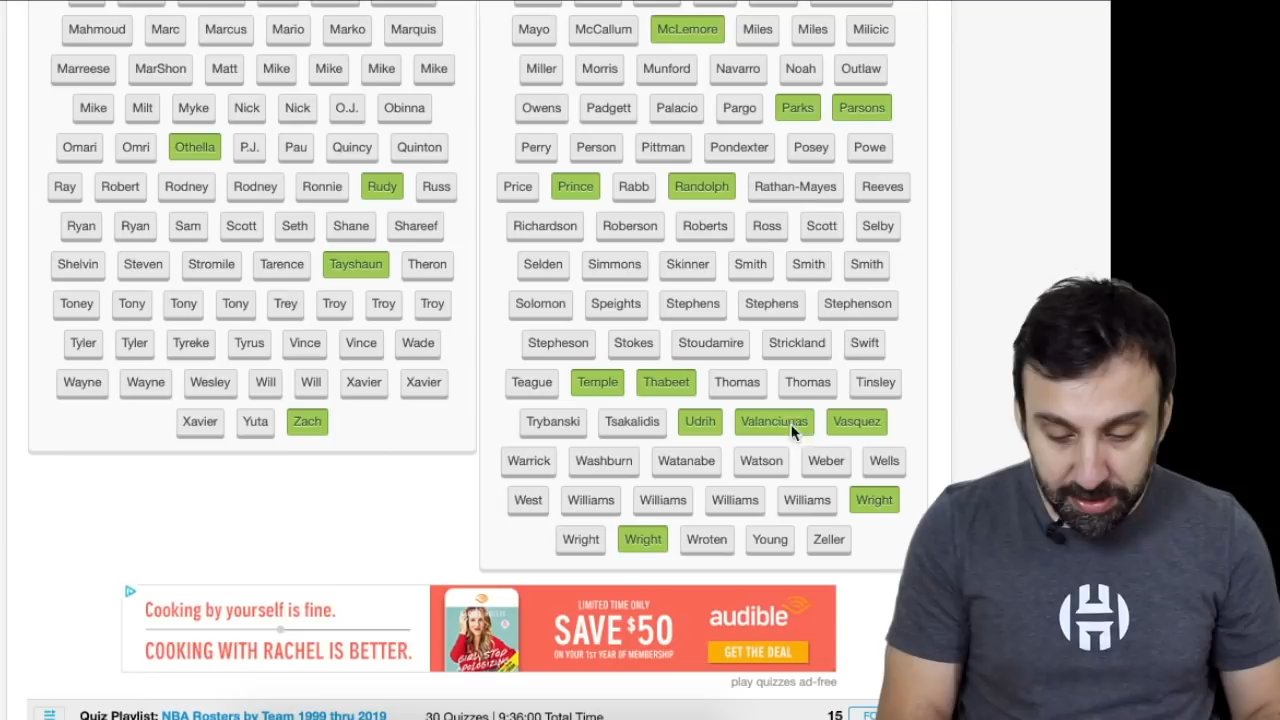 Mahmoud Marc Marcus Mario Marko Marquis
Marreese MarShon Matt Mike Mike Mike Mike
Mike Milt Myke Nick Nick O.J. Obinna
Omari Omri Othella P.J. Pau Quincy Quinton
Ray Robert Rodney Rodney Ronnie Rudy Russ
Ryan Ryan Sam Scott Seth Shane Shareef
Shelvin Steven Stromile Tarence Tayshaun Theron
Toney Tony Tony Tony Trey Troy Troy Troy
Tyler Tyler Tyreke Tyrus Vince Vince Wade
Wayne Wayne Wesley Will Will Xavier Xavier
Xavier Yuta Zach
Mayo McCallum McLemore Miles Miles Milicic
Miller Morris Munford Navarro Noah Outlaw
Owens Padgett Palacio Pargo Parks Parsons
Perry Person Pittman Pondexter Posey Powe
Price Prince Rabb Randolph Rathan-Mayes Reeves
Richardson Roberson Roberts Ross Scott Selby
Selden Simmons Skinner Smith Smith Smith
Solomon Speights Stephens Stephens Stephenson
Stepheson Stokes Stoudamire Strickland Swift
Teague Temple Thabeet Thomas Thomas Tinsley
Trybanski Tsakalidis Udrih Valanciunas Vasquez
Warrick Washburn Watanabe Watson Weber Wells
West Williams Williams Williams Williams Wright
Wright Wright Wroten Young Zeller
Cooking by yourself is fine.
COOKING WITH RACHEL IS BETTER.
GIRL, STOP
APOLOGIZING
LIMITED TIME ONLY
SAVE $50
ON YOUR 1ST YEAR OF MEMBERSHIP
audible
GET THE DEAL
play quizzes ad-free
Quiz Playlist: NBA Rosters by Team 1999 thru 2019 30 Quizzes | 9:36:00 Total Time 15 FO